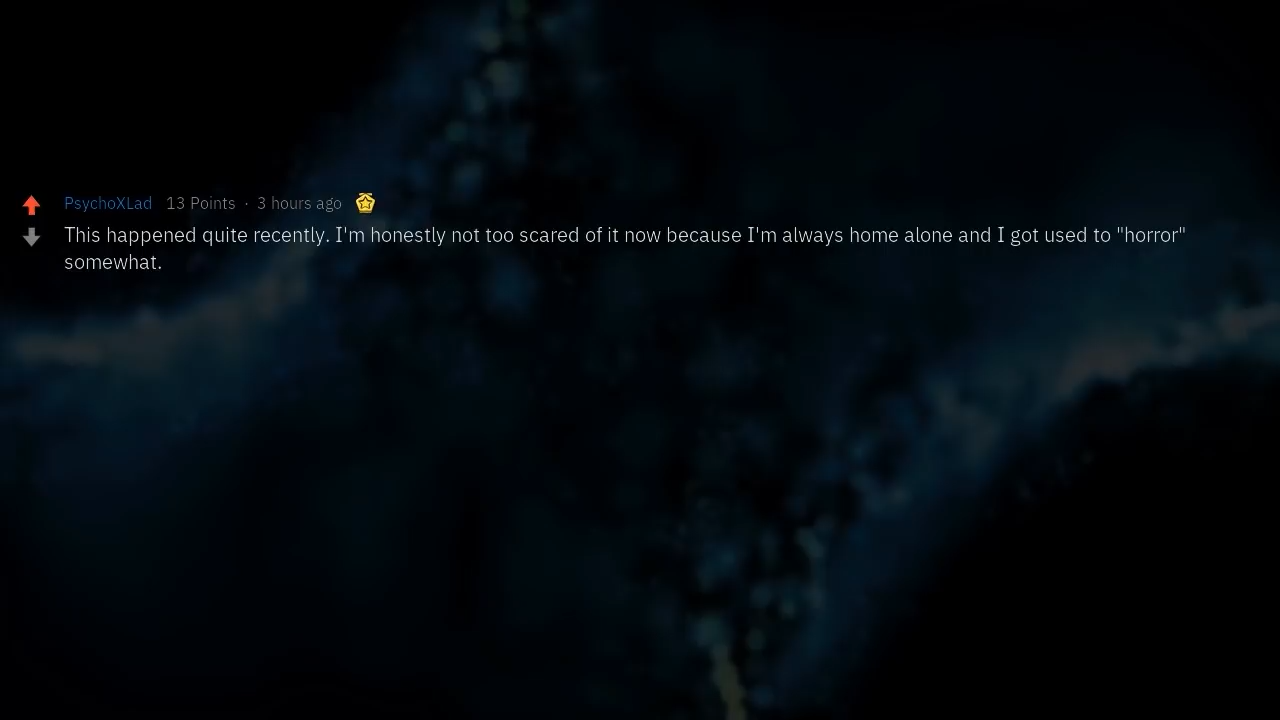 PsychoXLad 13 Points · 3 hours ago
This happened quite recently. I'm honestly not too scared of it now because I'm always home alone and I got used to "horror"
somewhat.